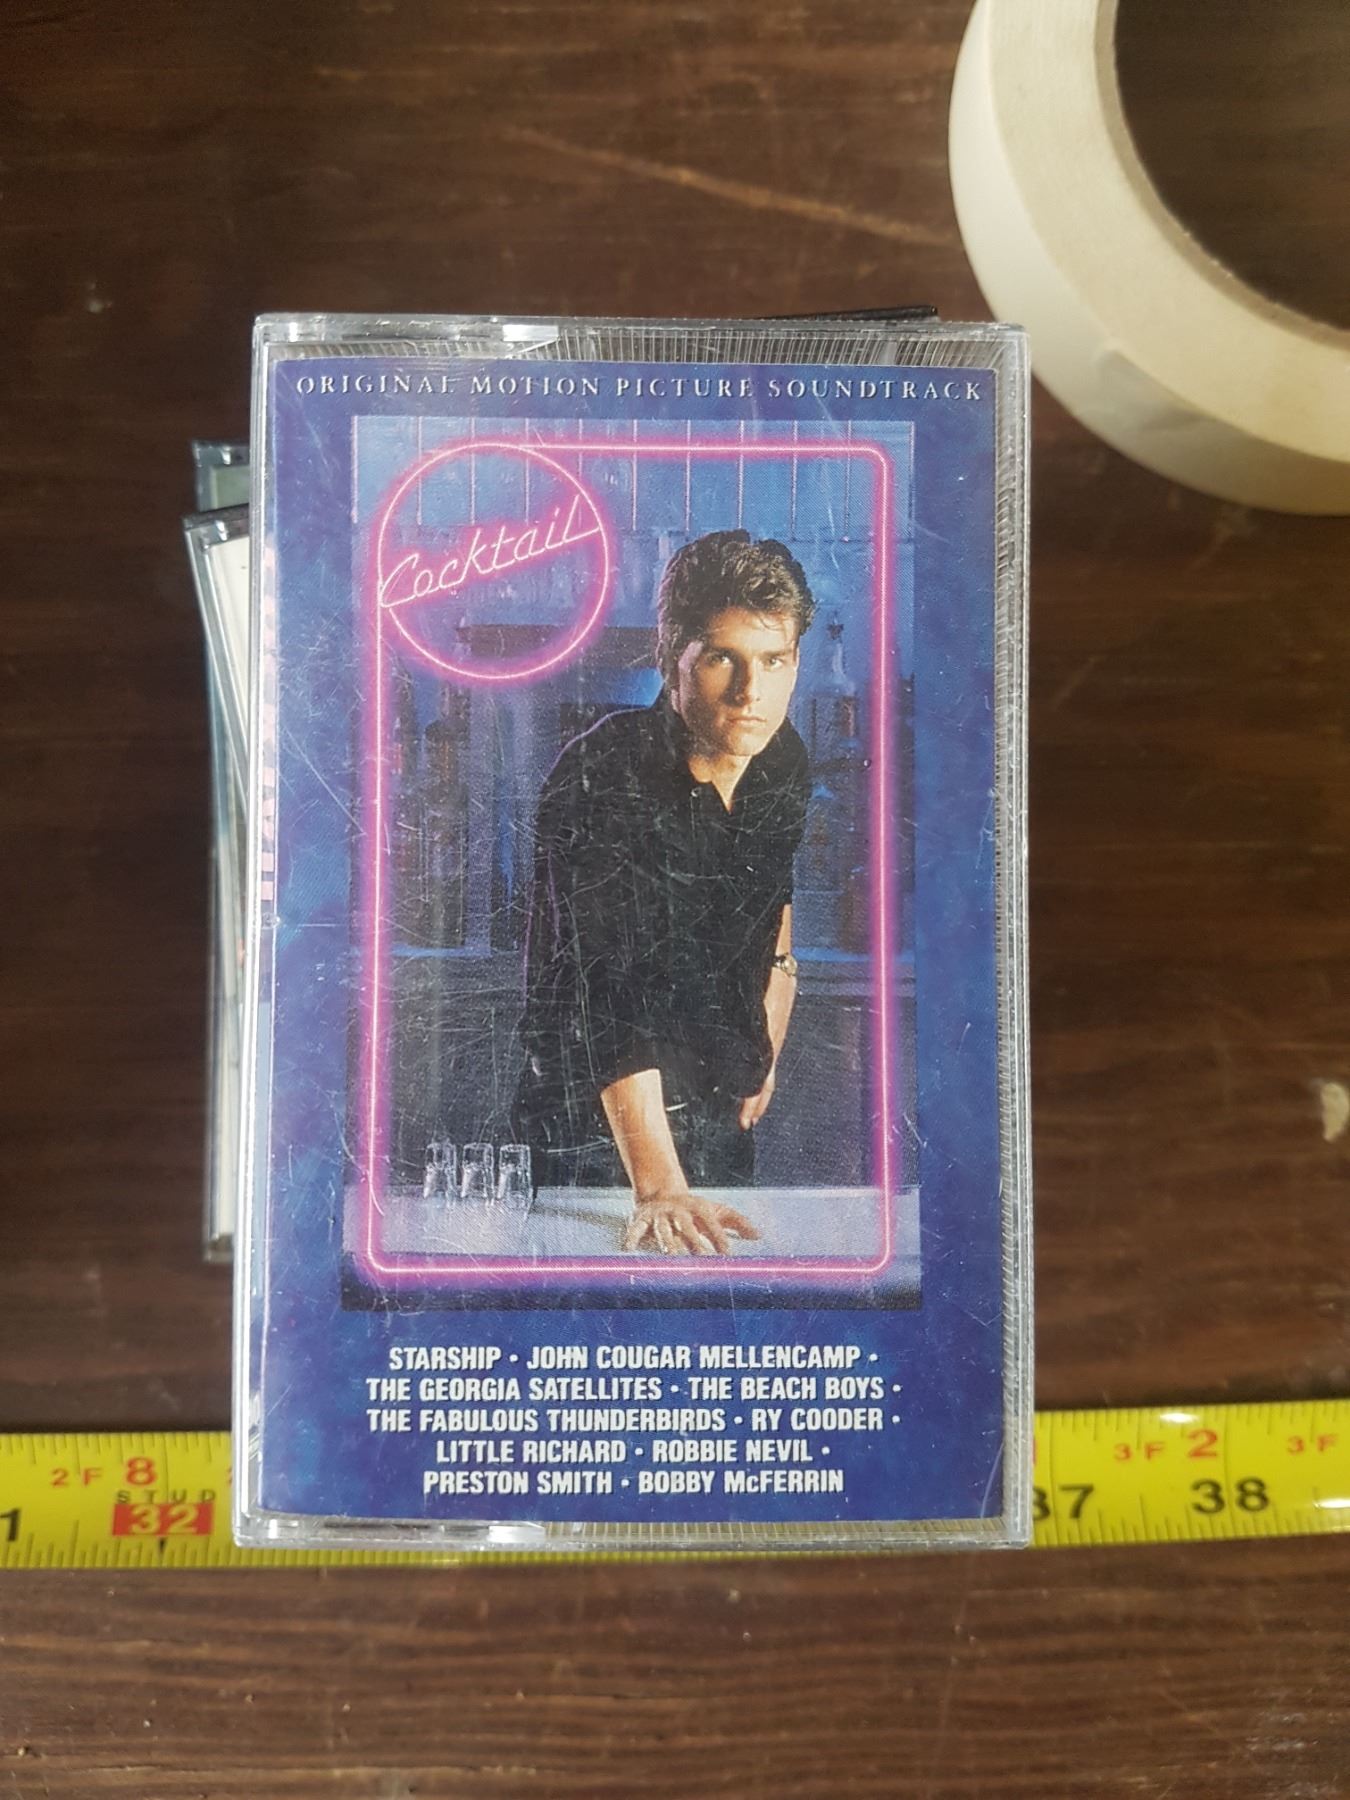 ORIGINAL MOTION PICTURE SOUNDTRACK
Cocktail
STARSHIP • JOHN COUGAR MELLENCAMP •
THE GEORGIA SATELLITES • THE BEACH BOYS •
THE FABULOUS THUNDERBIRDS • RY COODER •
LITTLE RICHARD • ROBBIE NEVIL •
PRESTON SMITH • BOBBY McFERRIN
2F 8
3F 2
3F
STUD
1
32
37
38